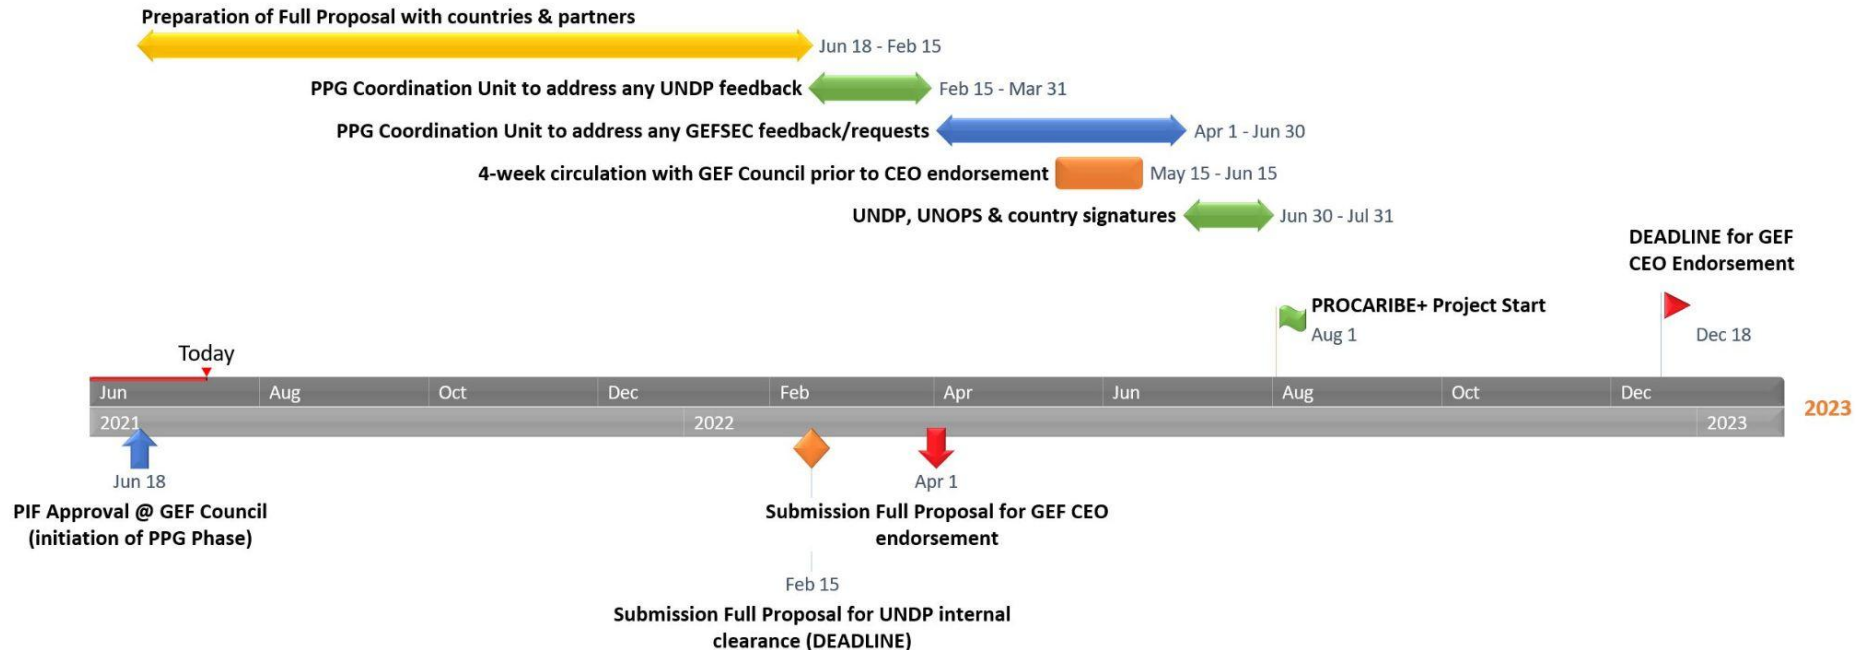 Preparation of Full Proposal with countries & partners
Jun 18 - Feb 15
PPG Coordination Unit to address any UNDP feedback
Feb 15 - Mar 31
PPG Coordination Unit to address any GEFSEC feedback/requests
Apr 1 - Jun 30
4-week circulation with GEF Council prior to CEO endorsement
May 15 - Jun 15
UNDP, UNOPS & country signatures
Jun 30 - Jul 31
DEADLINE for GEF
CEO Endorsement
Dec 18
PROCARIBE+ Project Start
Aug 1
Today
Jun Aug Oct Dec Feb Apr Jun Aug Oct Dec
2021 2022 2023
2023
Jun 18
PIF Approval @ GEF Council
(initiation of PPG Phase)
Apr 1
Submission Full Proposal for GEF CEO
endorsement
Feb 15
Submission Full Proposal for UNDP internal
clearance (DEADLINE)